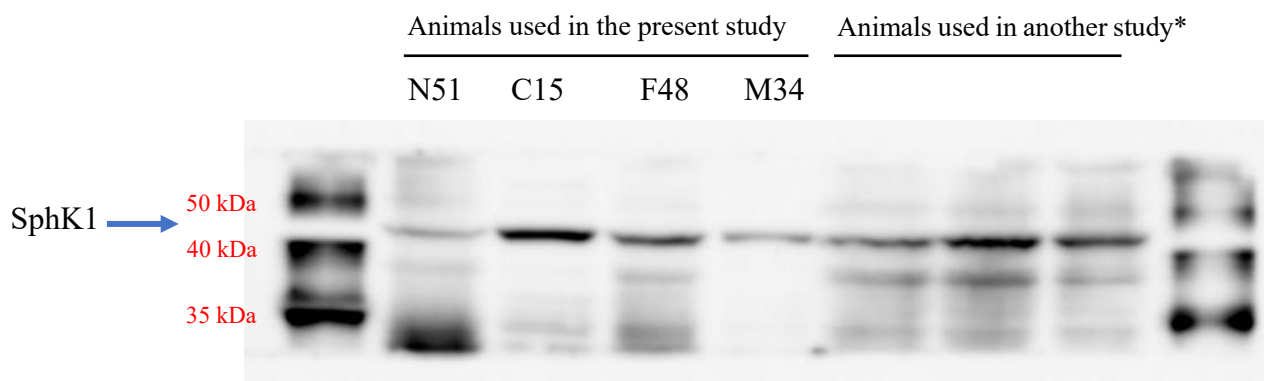 Animals used in the present study
Animals used in another study*
N51
C15
F48
M34
50 kDa
SphK1
40 kDa
35 kDa